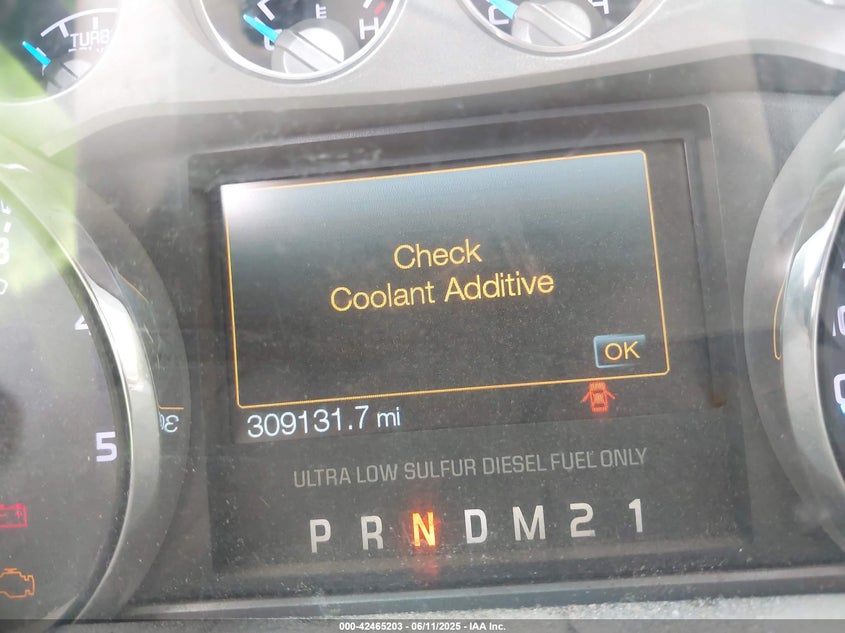 TURB
E
H
C
H
Check
Coolant Additive
OK
309131.7 mi
5
ULTRA LOW SULFUR DIESEL FUEL ONLY
P R N D M 2 1
000-42465203 - 06/11/2025 - IAA Inc.